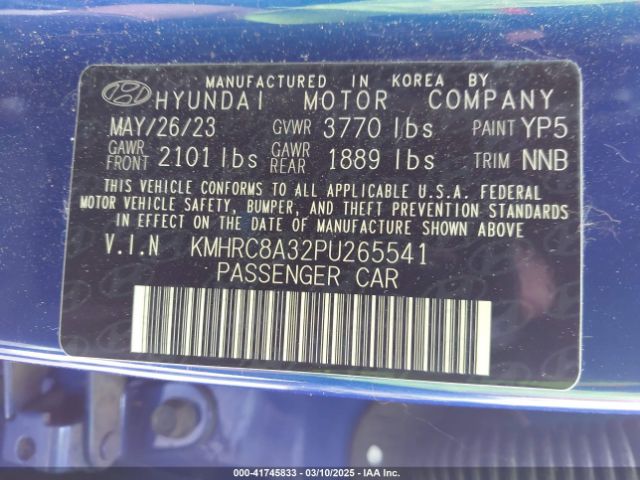 MANUFACTURED IN KOREA BY
HYUNDAI MOTOR COMPANY
MAY/26/23 GVWR 3770 lbs PAINT YP5
GAWR FRONT 2101 lbs GAWR REAR 1889 lbs TRIM NNB
THIS VEHICLE CONFORMS TO ALL APPLICABLE U.S.A. FEDERAL
MOTOR VEHICLE SAFETY, BUMPER, AND THEFT PREVENTION STANDARDS
IN EFFECT ON THE DATE OF MANUFACTURE SHOWN ABOVE
V.I.N KMHRC8A32PU265541
PASSENGER CAR
000-41745833 - 03/10/2025 - IAA Inc.